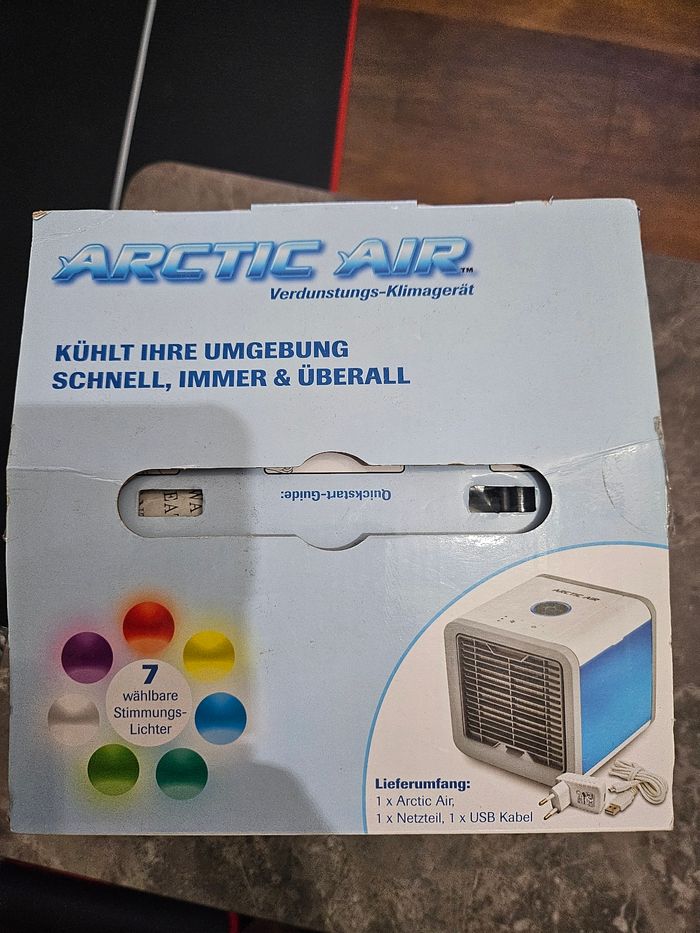 ARCTIC AIR™
Verdunstungs-Klimagerät
KÜHLT IHRE UMGEBUNG
SCHNELL, IMMER & ÜBERALL
Quickstart-Guide:
7
wählbare
Stimmungs-
Lichter
ARCTIC AIR
Lieferumfang:
1 x Arctic Air,
1 x Netzteil, 1 x USB Kabel